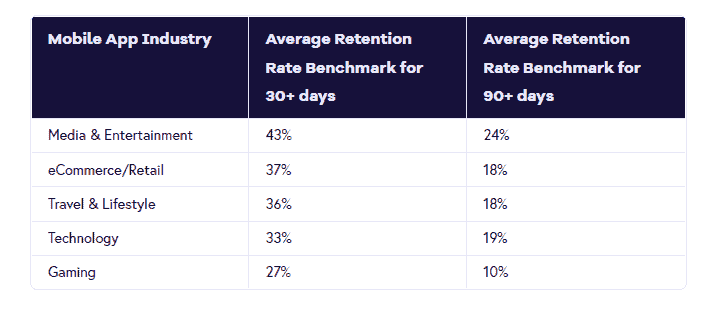 Mobile App Industry
Average Retention
Rate Benchmark for
30+ days
Average Retention
Rate Benchmark for
90+ days
Media & Entertainment 43% 24%
eCommerce/Retail 37% 18%
Travel & Lifestyle 36% 18%
Technology 33% 19%
Gaming 27% 10%